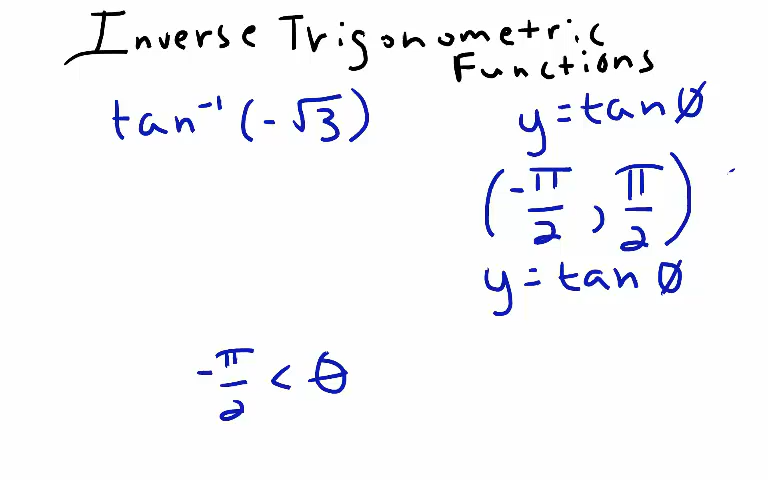 Inverse Trigonometric
Functions
tan⁻¹(-√3)
y = tan Ø
(-π/2, π/2)
y = tan Ø
-π/2 < θ